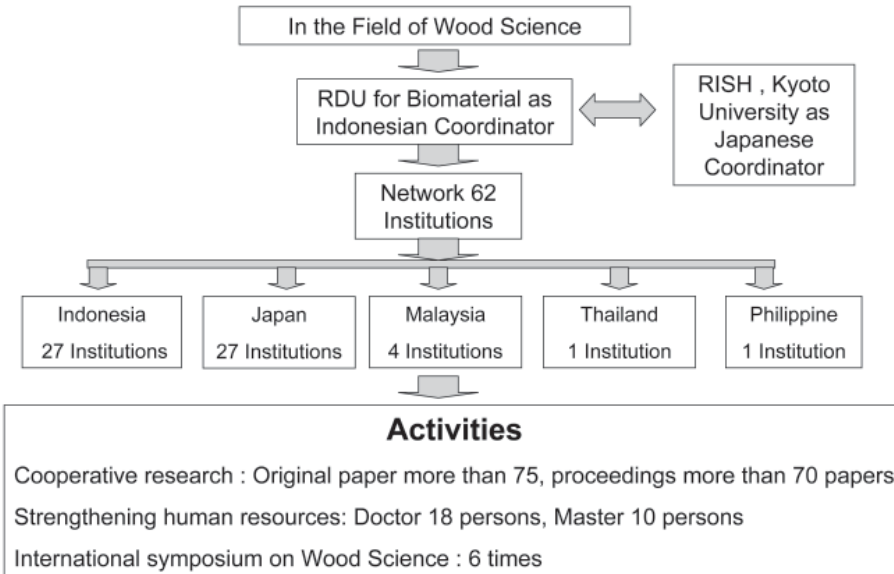 In the Field of Wood Science
RDU for Biomaterial as
Indonesian Coordinator
RISH , Kyoto
University as
Japanese
Coordinator
Network 62
Institutions
Indonesia
27 Institutions
Japan
27 Institutions
Malaysia
4 Institutions
Thailand
1 Institution
Philippine
1 Institution
Activities
Cooperative research : Original paper more than 75, proceedings more than 70 papers
Strengthening human resources: Doctor 18 persons, Master 10 persons
International symposium on Wood Science : 6 times